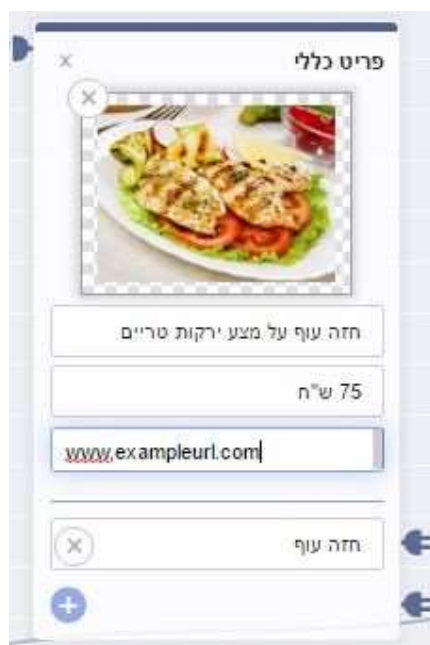 פריט כללי
חזה עוף על מצע ירקות טריים
75 ש"ח
www.exampleurl.com
חזה עוף